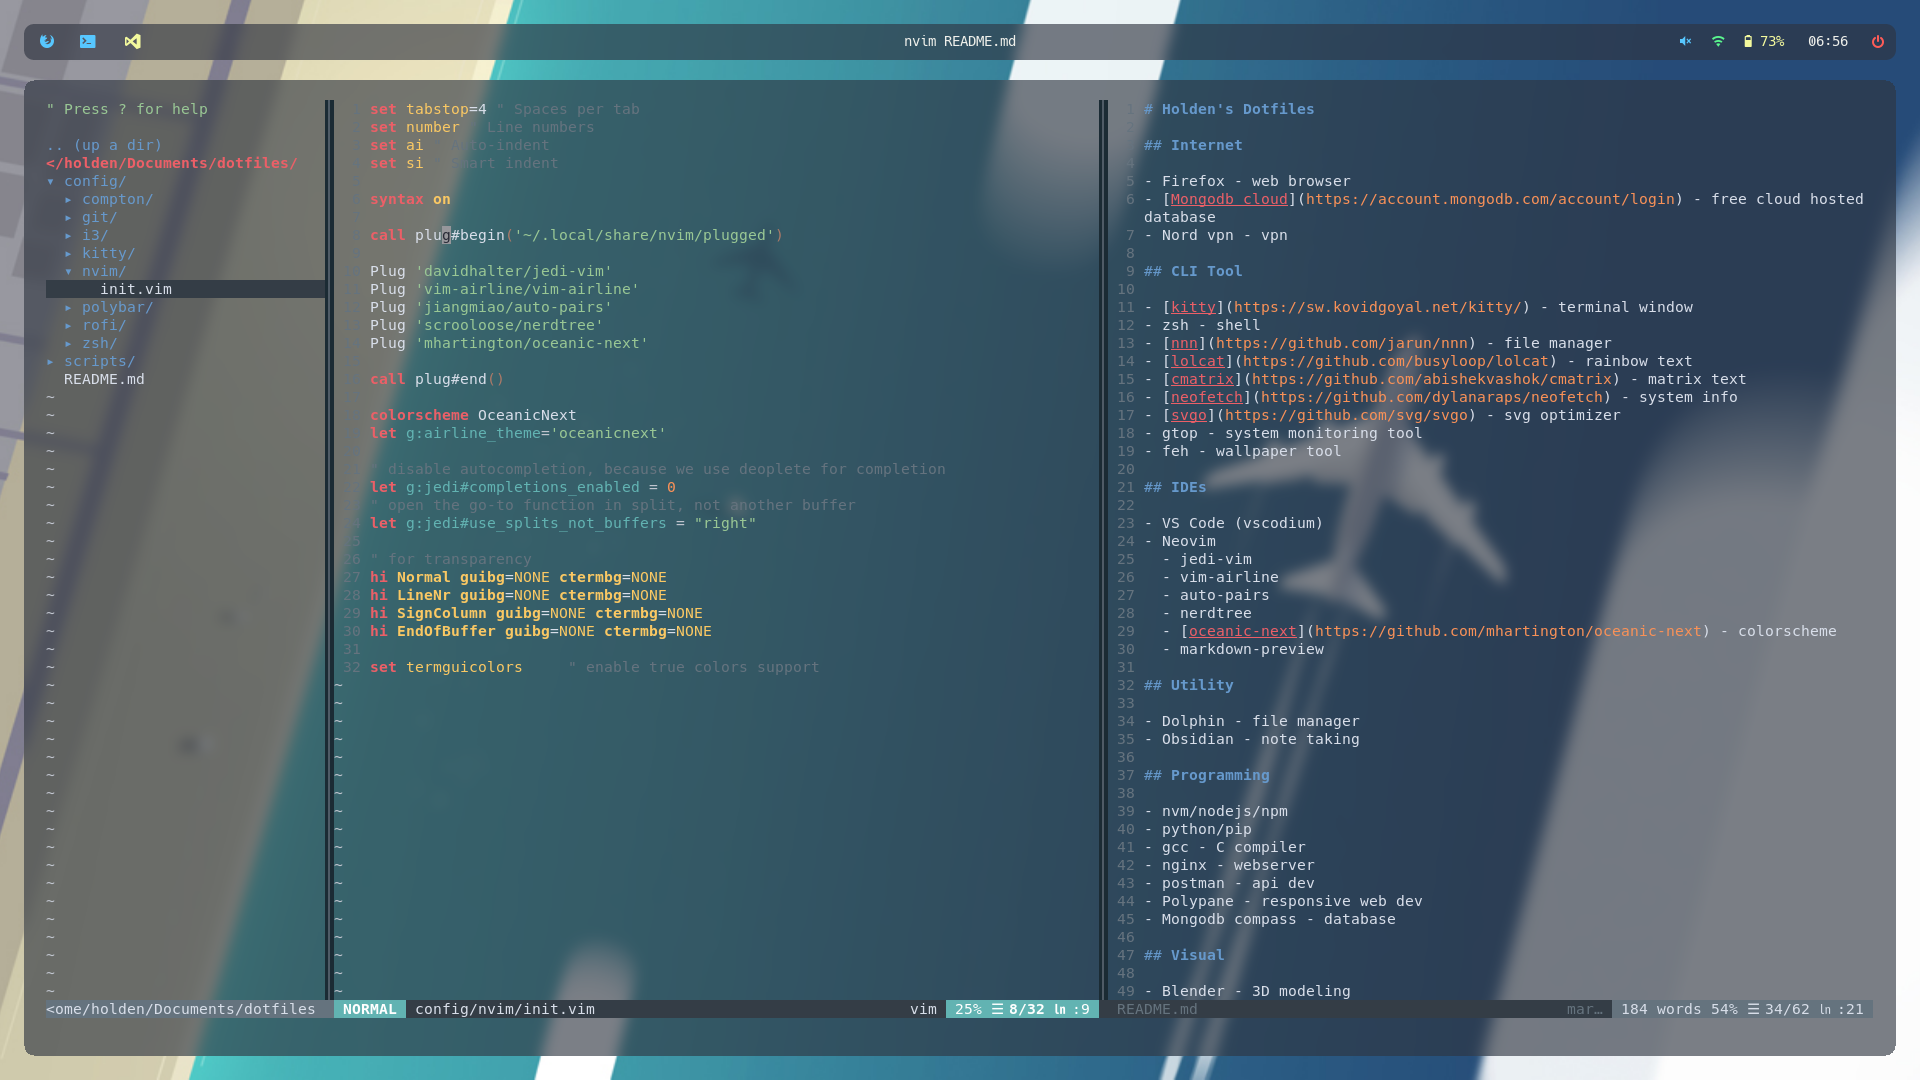 nvim README.md
73%
06:56
" Press ? for help
.. (up a dir)
</holden/Documents/dotfiles/
▾ config/
▸ compton/
▸ git/
▸ i3/
▸ kitty/
▾ nvim/
init.vim
▸ polybar/
▸ rofi/
▸ zsh/
▸ scripts/
README.md
<ome/holden/Documents/dotfiles
set tabstop=4 " Spaces per tab
set number Line numbers
set ai to-indent
set si Smart indent
syntax on
call plug#begin('~/.local/share/nvim/plugged')
Plug 'davidhalter/jedi-vim'
Plug 'vim-airline/vim-airline'
Plug 'jiangmiao/auto-pairs'
Plug 'scrooloose/nerdtree'
Plug 'mhartington/oceanic-next'
call plug#end()
colorscheme OceanicNext
let g:airline_theme='oceanicnext'
" disable autocompletion, because we use deoplete for completion
let g:jedi#completions_enabled = 0
" open the go-to function in split, not another buffer
let g:jedi#use_splits_not_buffers = "right"
26 " for transparency
27 hi Normal guibg=NONE ctermbg=NONE
28 hi LineNr guibg=NONE ctermbg=NONE
29 hi SignColumn guibg=NONE ctermbg=NONE
30 hi EndOfBuffer guibg=NONE ctermbg=NONE
31
32 set termguicolors " enable true colors support
NORMAL config/nvim/init.vim vim 25% ☰ 8/32 ln :9
1 # Holden's Dotfiles
## Internet
4
5 - Firefox - web browser
6 - [Mongodb cloud](https://account.mongodb.com/account/login) - free cloud hosted
database
7 - Nord vpn - vpn
8
9 ## CLI Tool
10
11 - [kitty](https://sw.kovidgoyal.net/kitty/) - terminal window
12 - zsh - shell
13 - [nnn](https://github.com/jarun/nnn) - file manager
14 - [lolcat](https://github.com/busyloop/lolcat) - rainbow text
15 - [cmatrix](https://github.com/abishekvashok/cmatrix) - matrix text
16 - [neofetch](https://github.com/dylanaraps/neofetch) - system info
17 - [svgo](https://github.com/svg/svgo) - svg optimizer
18 - gtop - system monitoring tool
19 - feh - wallpaper tool
20
21 ## IDEs
22
23 - VS Code (vscodium)
24 - Neovim
25 - jedi-vim
26 - vim-airline
27 - auto-pairs
28 - nerdtree
29 - [oceanic-next](https://github.com/mhartington/oceanic-next) - colorscheme
30 - markdown-preview
31
32 ## Utility
33
34 - Dolphin - file manager
35 - Obsidian - note taking
36
37 ## Programming
38
39 - nvm/nodejs/npm
40 - python/pip
41 - gcc - C compiler
42 - nginx - webserver
43 - postman - api dev
44 - Polypane - responsive web dev
45 - Mongodb compass - database
46
47 ## Visual
48
49 - Blender - 3D modeling
README.md mar… 184 words 54% ☰ 34/62 ln :21